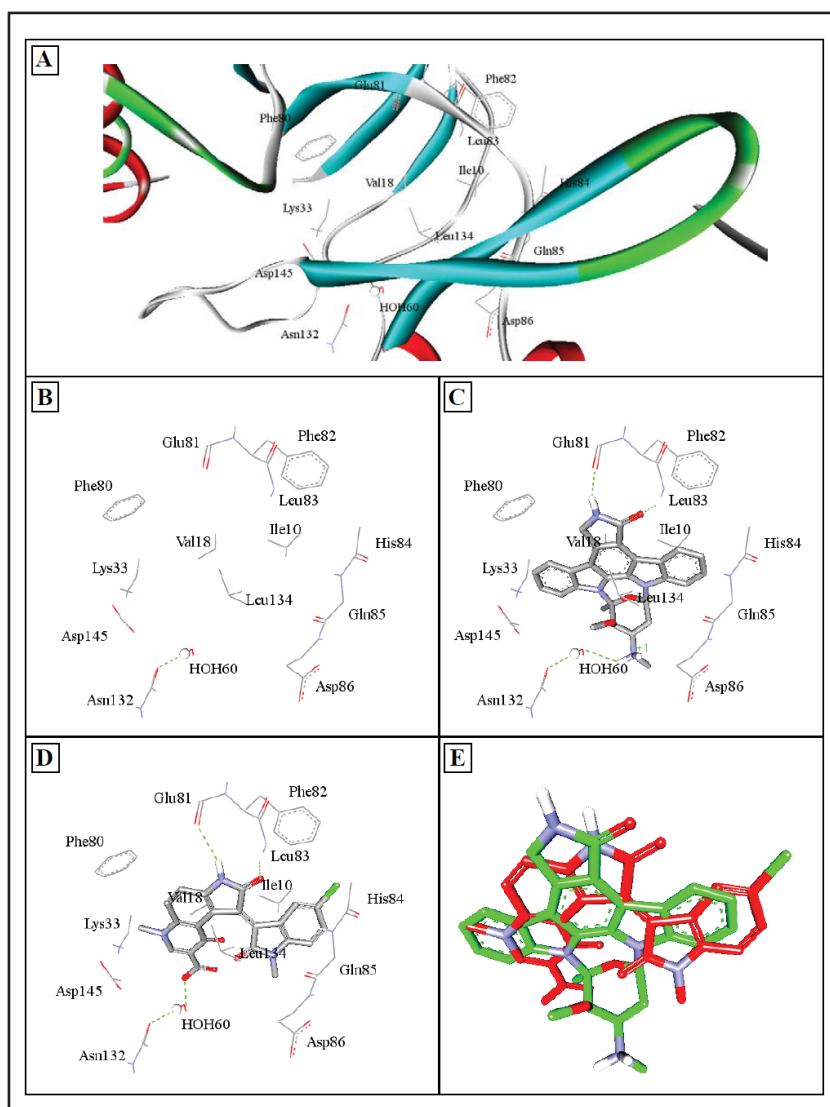 A
Phe82
Glu81
Phe80
Leu83
Ile10
Val18
His84
Lys33
Leu134
Gln85
Asp145
HOH60
Asp86
Asn132
B
Glu81
Phe82
Phe80
Leu83
Val18
Ile10
His84
Lys33
Leu134
Gln85
Asp145
HOH60
Asn132
Asp86
C
Glu81
Phe82
Phe80
Leu83
Ile10
Val18
His84
Lys33
Leu134
Gln85
Asp145
+1
HOH60
Asn132
Asp86
D
Glu81
Phe82
Phe80
Leu83
Ile10
Val18
His84
Lys33
Leu134
Gln85
Asp145
HOH60
Asn132
Asp86
E